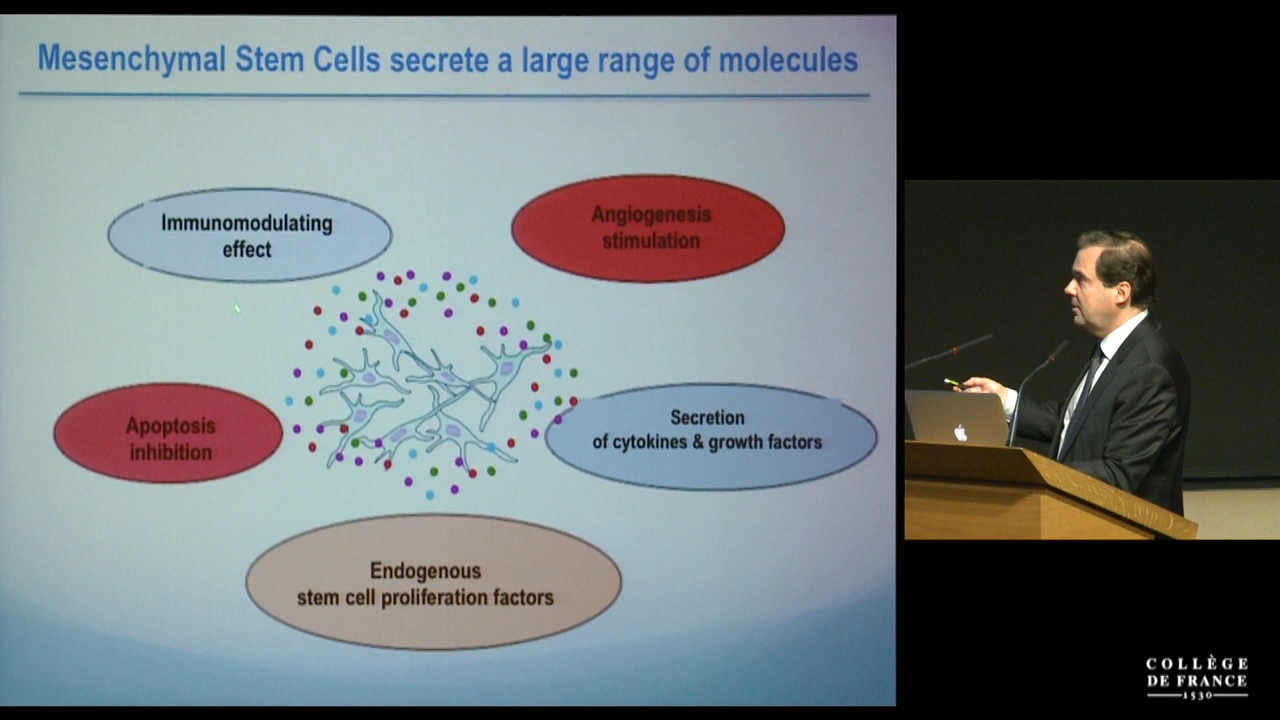 Mesenchymal Stem Cells secrete a large range of molecules
Immunomodulating
effect
Angiogenesis
stimulation
Apoptosis
inhibition
Secretion
of cytokines & growth factors
Endogenous
stem cell proliferation factors
COLLÈGE
DE FRANCE
1530